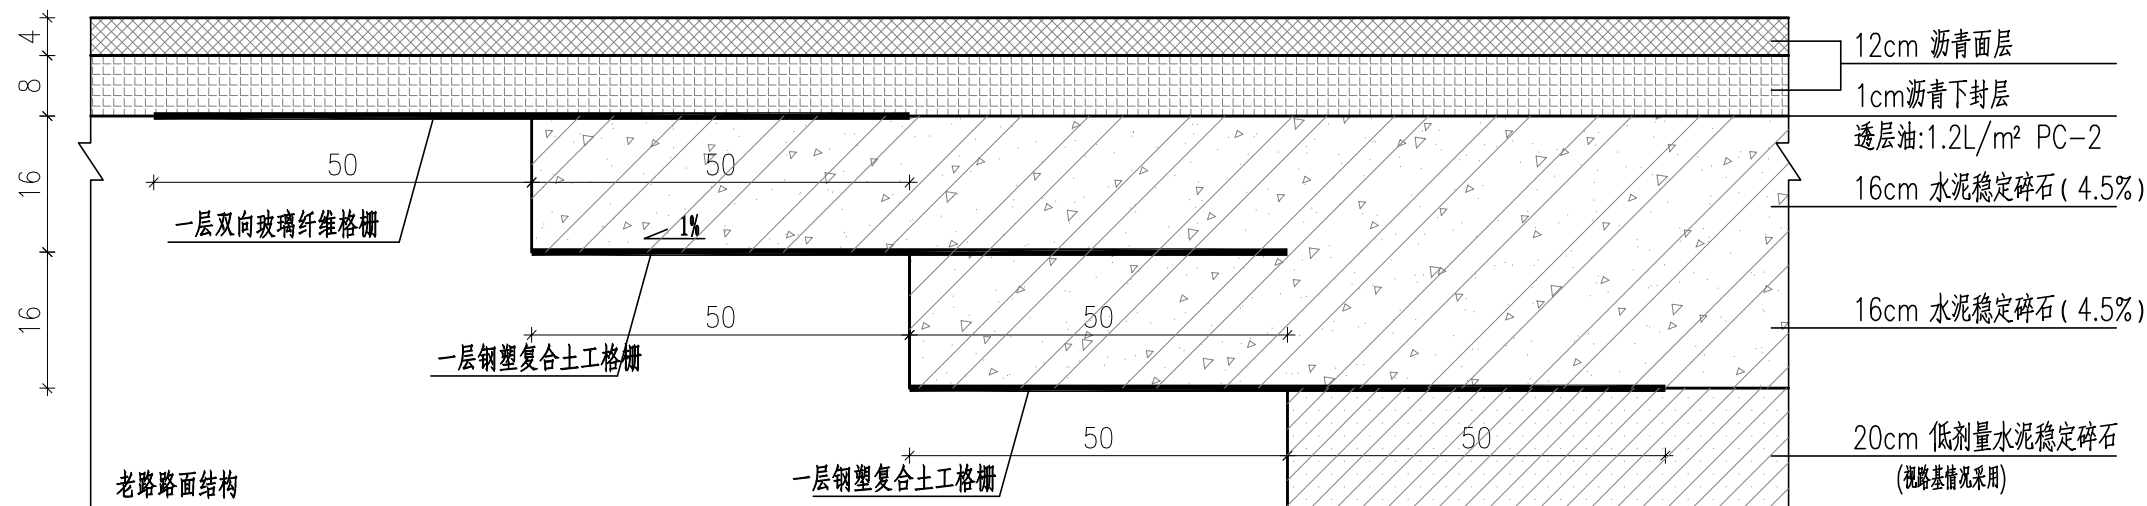 4
8
16
16
12cm 沥青面层
1cm沥青下封层
透层油:1.2L/m² PC-2
16cm 水泥稳定碎石(4.5%)
16cm 水泥稳定碎石(4.5%)
20cm 低剂量水泥稳定碎石
(视路基情况采用)
50
50
一层双向玻璃纤维格栅
1%
50
50
一层钢塑复合土工格栅
50
50
一层钢塑复合土工格栅
老路路面结构